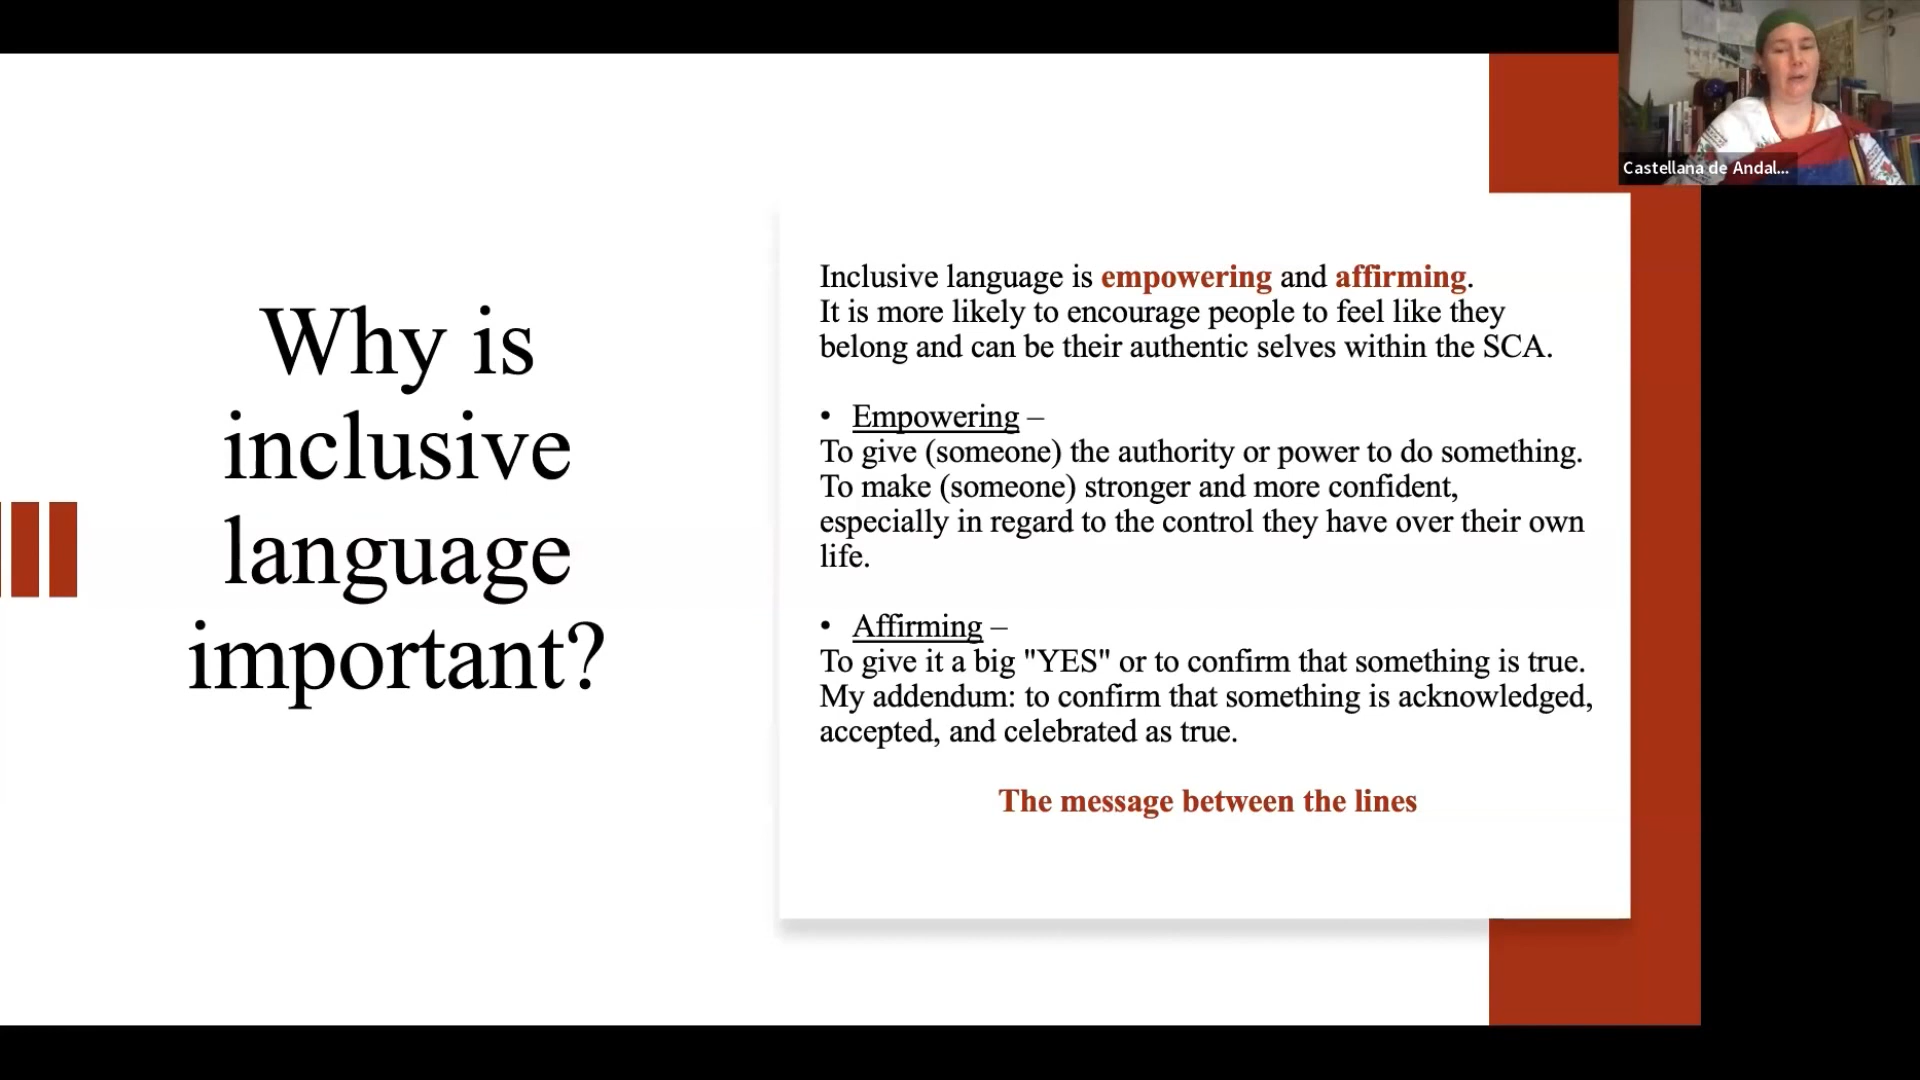 Why is
inclusive
language
important?
Inclusive language is empowering and affirming.
It is more likely to encourage people to feel like they
belong and can be their authentic selves within the SCA.
• Empowering –
To give (someone) the authority or power to do something.
To make (someone) stronger and more confident,
especially in regard to the control they have over their own
life.
• Affirming –
To give it a big "YES" or to confirm that something is true.
My addendum: to confirm that something is acknowledged,
accepted, and celebrated as true.
The message between the lines
Castellana de Andal...